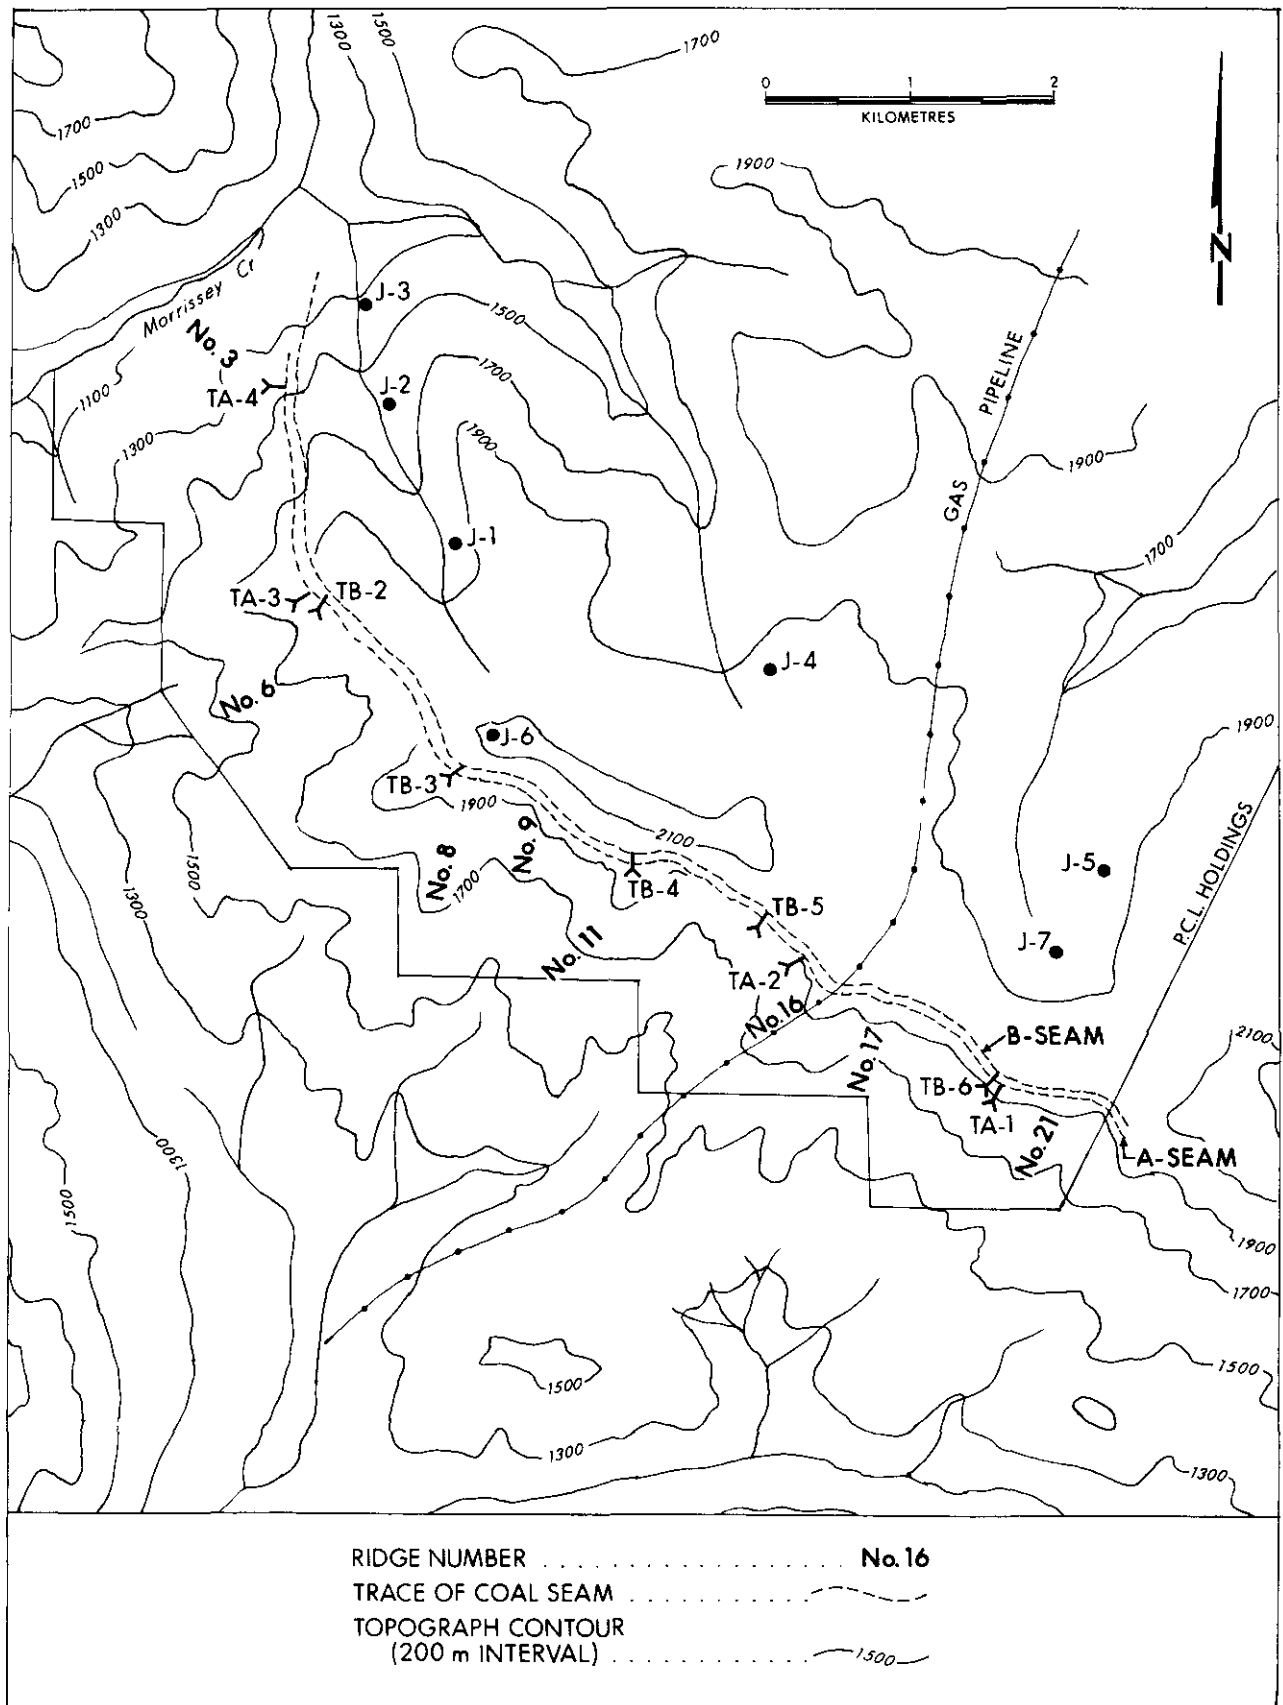 1300
1500
1700
0 1 2
KILOMETRES
1700
1500
1300
1900
N
Morrissey Cr
No. 3
J-3
1500
PIPELINE
TA-4
J-2
1100
1700
1300
1900
1900
GAS
J-1
1700
TA-3
TB-2
J-4
No. 6
J-6
1900
TB-3
1900
2100
P.C.L. HOLDINGS
No. 9
No. 8
1700
J-5
1500
1300
TB-4
TB-5
No. 11
J-7
TA-2
No. 16
B-SEAM
2100
No. 17
TB-6
TA-1
No. 21
A-SEAM
1300
1500
1900
1700
1500
1500
1300
1300
RIDGE NUMBER . . . . . . . . . . . . . . . . . No. 16
TRACE OF COAL SEAM . . . . . . . . . . .
TOPOGRAPH CONTOUR
(200 m INTERVAL) . . . . . . . . . . . . 1500